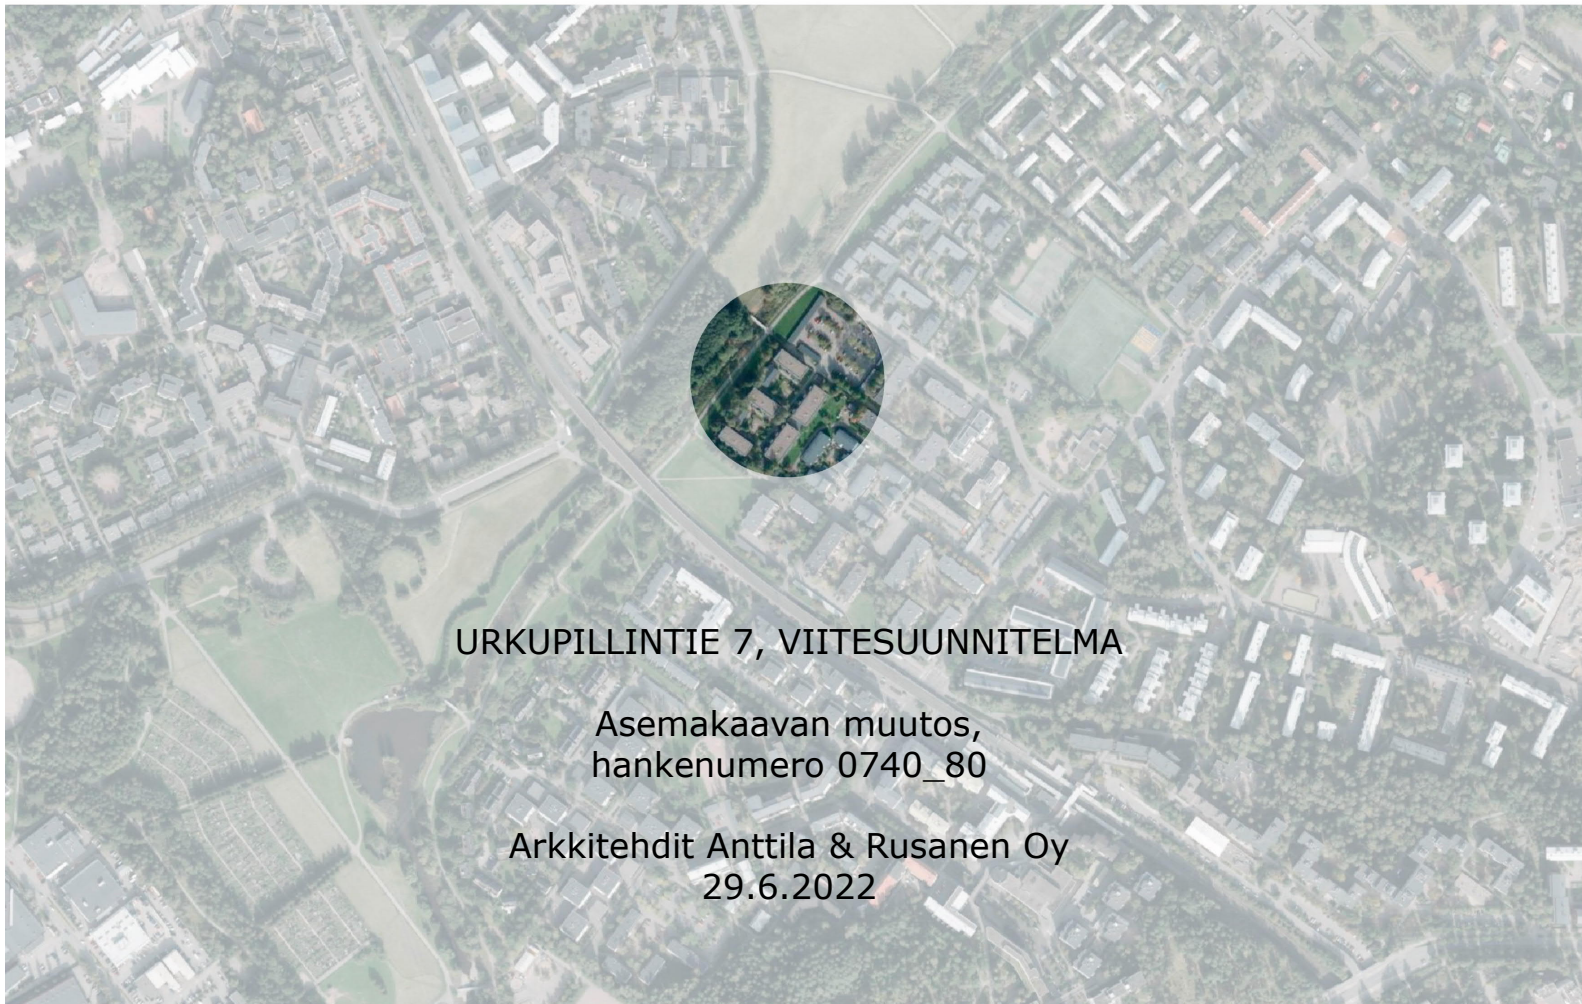 URKUPILLINTIE 7, VIITESUUNNITELMA
Asemakaavan muutos,
hankenumero 0740_80
Arkkitehdit Anttila & Rusanen Oy
29.6.2022